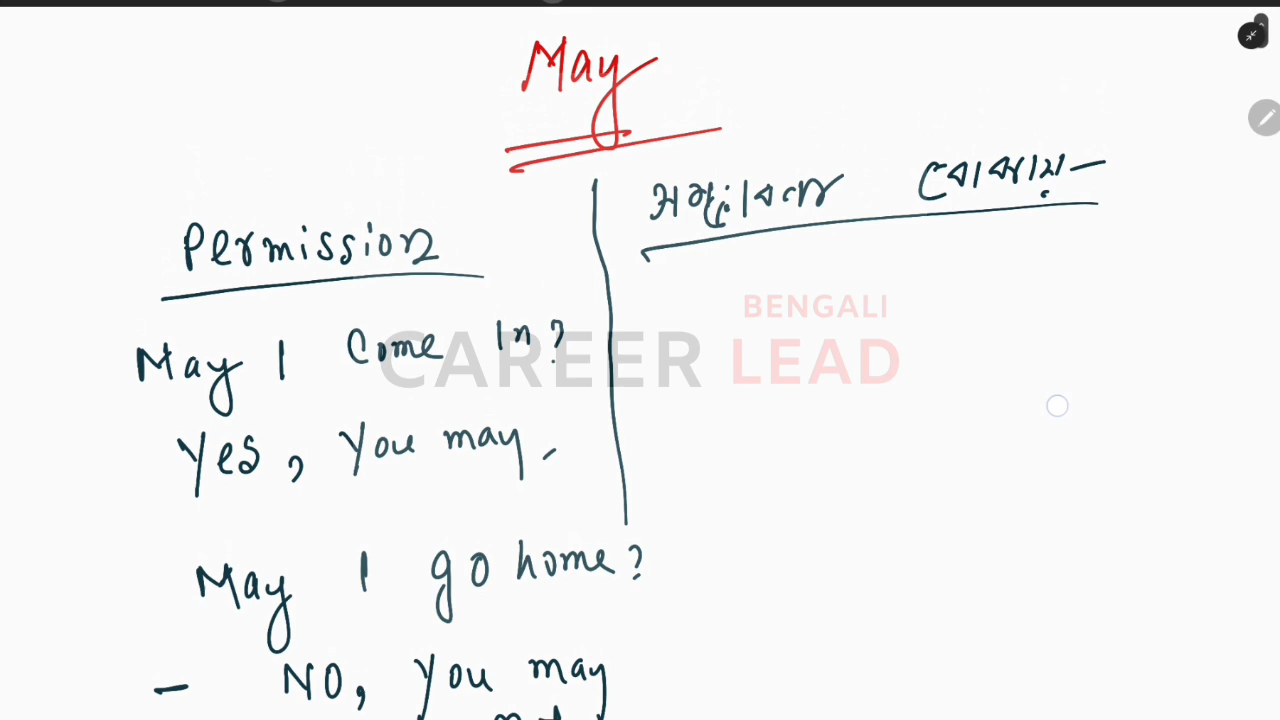 May
Permission
May I Come In?
Yes, You may.
May I go home?
- NO, You may
not
সম্ভাবনা বোঝায় —
BENGALI
CAREER LEAD